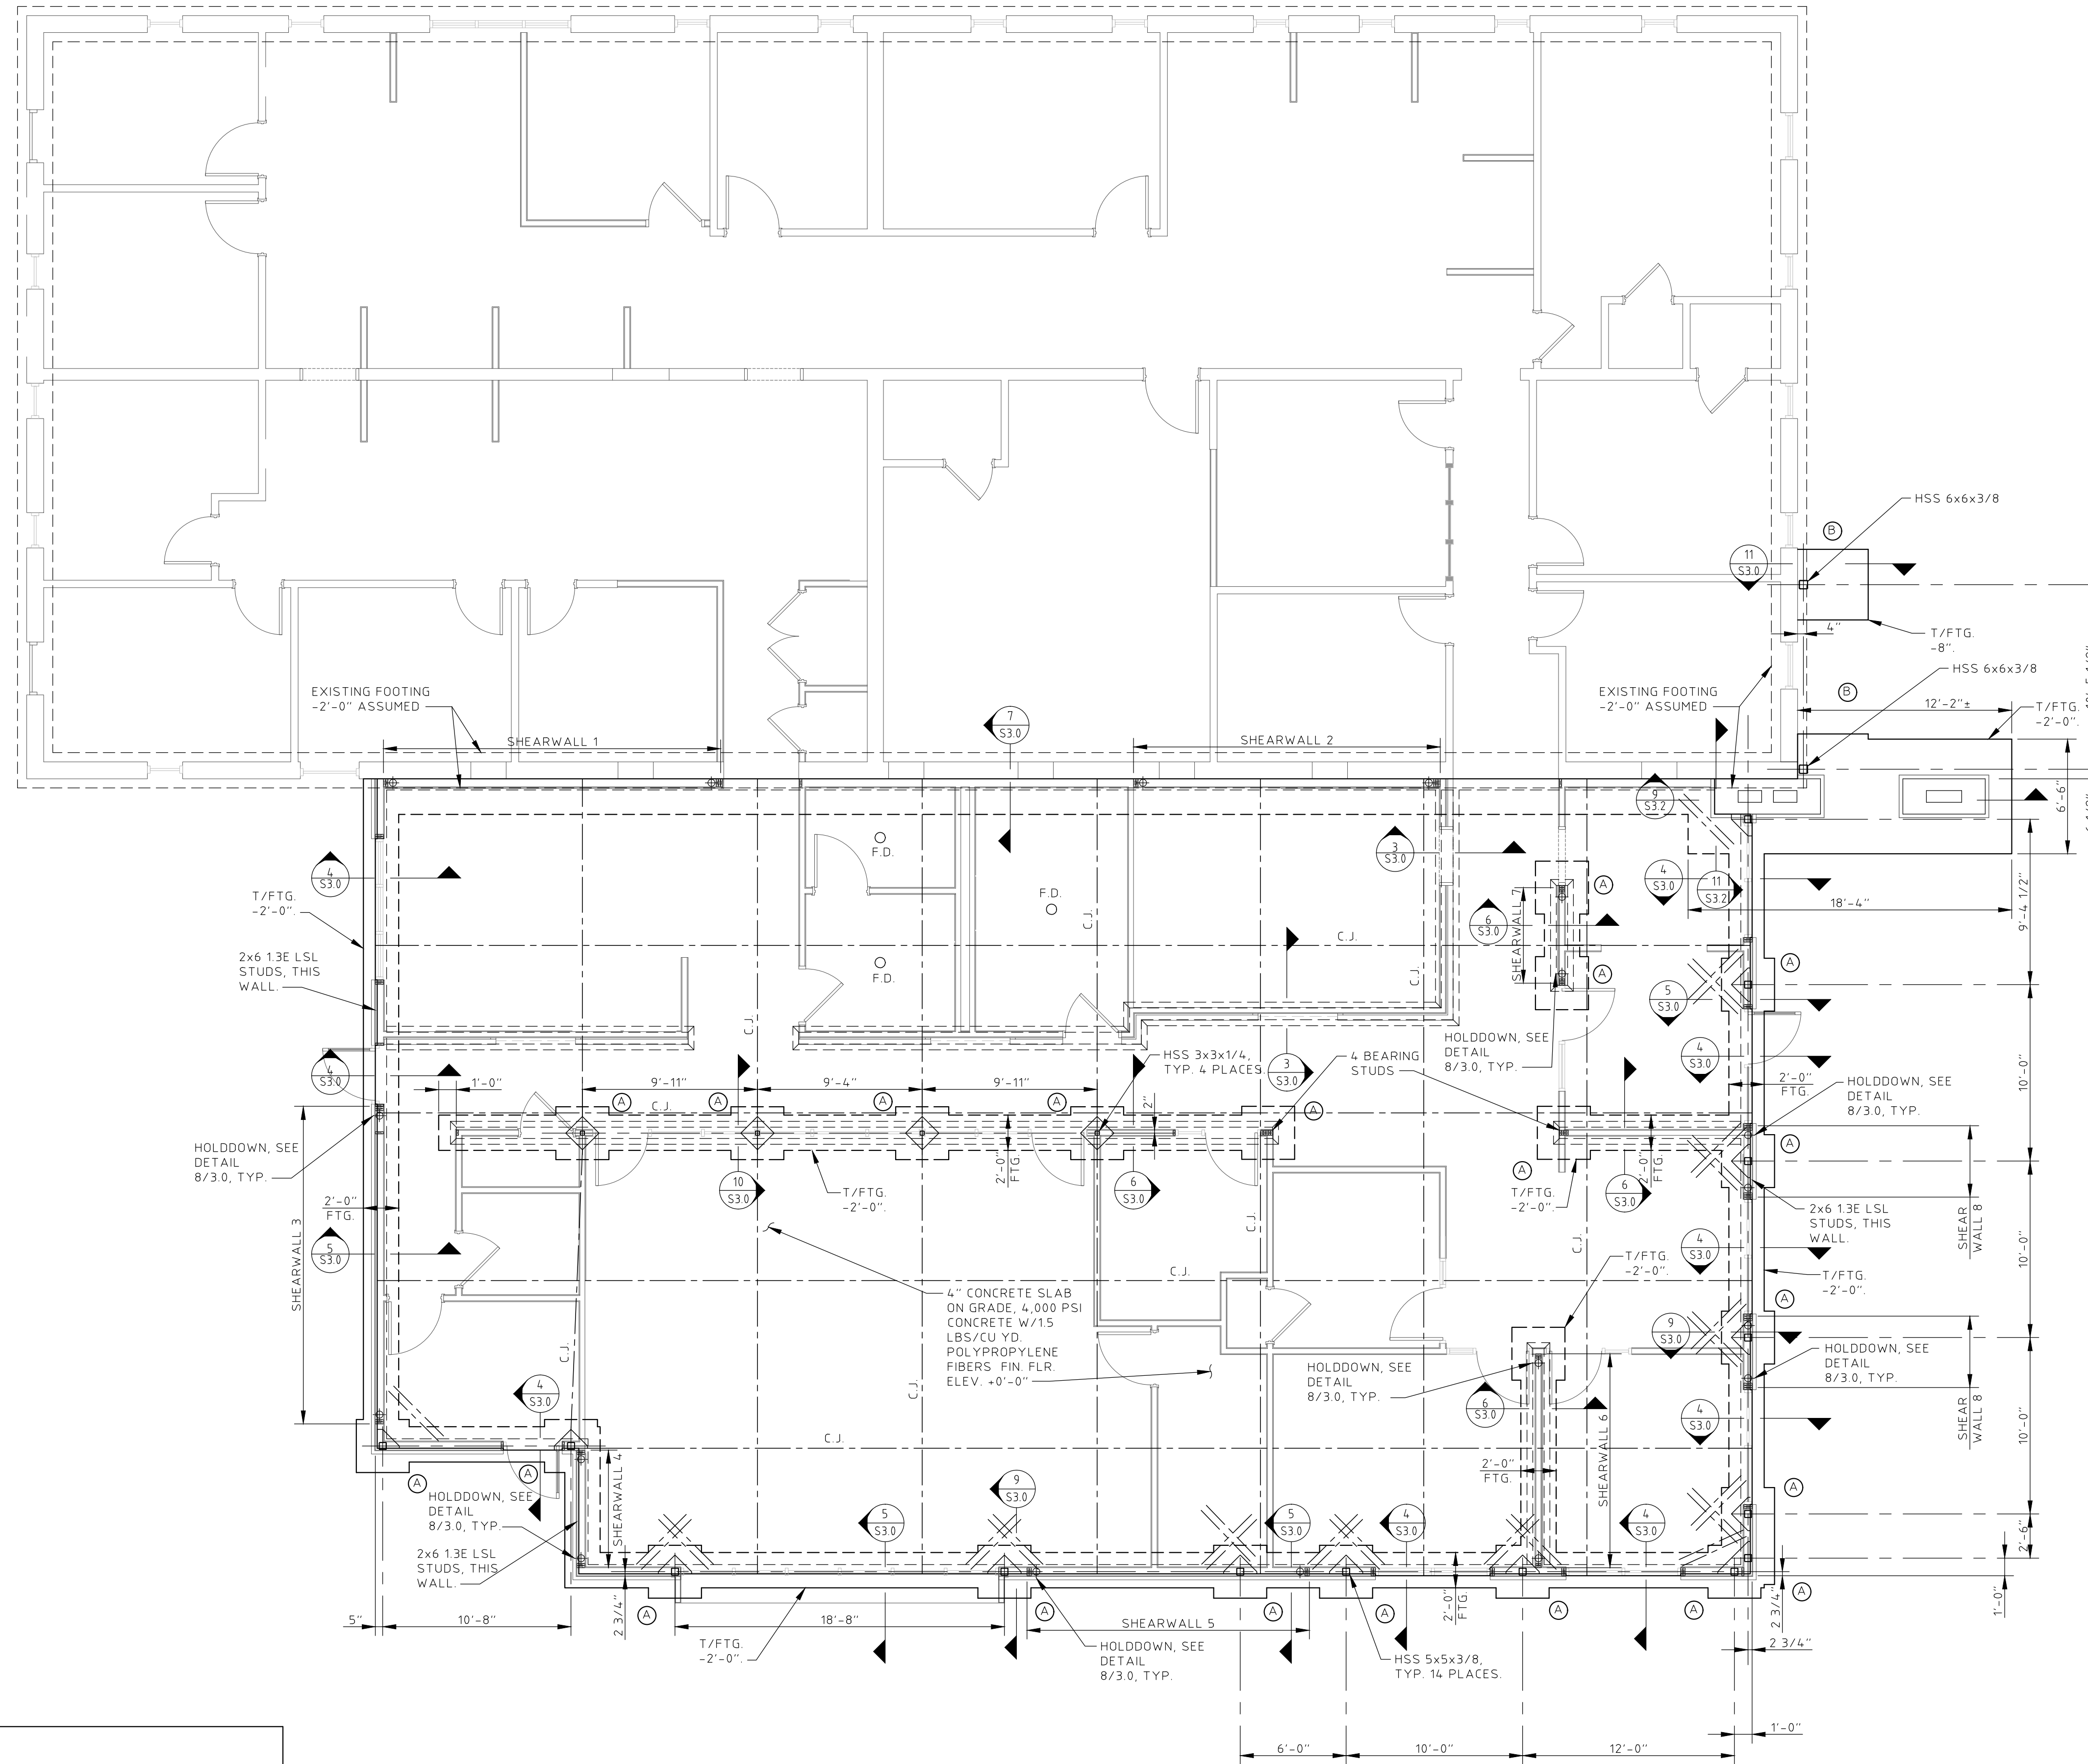 HSS 6x6x3/8
B
11
S3.0
4"
T/FTG.
-8".
HSS 6x6x3/8
B
EXISTING FOOTING
-2'-0" ASSUMED
EXISTING FOOTING
-2'-0" ASSUMED
12'-2"±
T/FTG.
-2'-0".
7
S3.0
SHEARWALL 1
SHEARWALL 2
9
S3.2
6'-6"
F.D.
3
S3.0
4
S3.0
4
S3.0
11
S3.2
A
T/FTG.
-2'-0".
F.D.
C.J.
18'-4"
9'-4 1/2"
6
S3.0
SHEARWALL 7
C.J.
2x6 1.3E LSL
STUDS, THIS
WALL.
F.D.
C.J.
A
A
5
S3.0
C.J.
HOLDDOWN, SEE
DETAIL
8/3.0, TYP.
4
S3.0
4
S3.0
HSS 3x3x1/4,
TYP. 4 PLACES.
3
S3.0
4 BEARING
STUDS
10'-0"
1'-0"
9'-11"
9'-4"
9'-11"
2'-0"
FTG.
HOLDDOWN, SEE
DETAIL
8/3.0, TYP.
C.J.
A
A
A
A
A
2"
A
HOLDDOWN, SEE
DETAIL
8/3.0, TYP.
10
S3.0
T/FTG.
-2'-0".
2'-0"
FTG.
6
S3.0
A
T/FTG.
-2'-0".
6
S3.0
2'-0"
FTG.
2'-0"
FTG.
2x6 1.3E LSL
STUDS, THIS
WALL.
SHEAR
WALL 8
10'-0"
SHEARWALL 3
5
S3.0
C.J.
C.J.
4
S3.0
T/FTG.
-2'-0".
C.J.
T/FTG.
-2'-0".
A
4" CONCRETE SLAB
ON GRADE, 4,000 PSI
CONCRETE W/1.5
LBS/CU YD.
POLYPROPYLENE
FIBERS FIN. FLR.
ELEV. +0'-0"
9
S3.0
HOLDDOWN, SEE
DETAIL
8/3.0, TYP.
HOLDDOWN, SEE
DETAIL
8/3.0, TYP.
C.J.
C.J.
4
S3.0
6
S3.0
4
S3.0
SHEAR
WALL 8
10'-0"
C.J.
A
A
9
S3.0
2'-0"
FTG.
SHEARWALL 6
A
HOLDDOWN, SEE
DETAIL
8/3.0, TYP.
SHEARWALL 4
5
S3.0
5
S3.0
4
S3.0
4
S3.0
2'-6"
2x6 1.3E LSL
STUDS, THIS
WALL.
5"
10'-8"
2 3/4"
A
18'-8"
A
SHEARWALL 5
A
A
2'-0"
FTG.
A
A
A
2 3/4"
1'-0"
T/FTG.
-2'-0".
HOLDDOWN, SEE
DETAIL
8/3.0, TYP.
HSS 5x5x3/8,
TYP. 14 PLACES.
2 3/4"
1'-0"
6'-0"
10'-0"
12'-0"